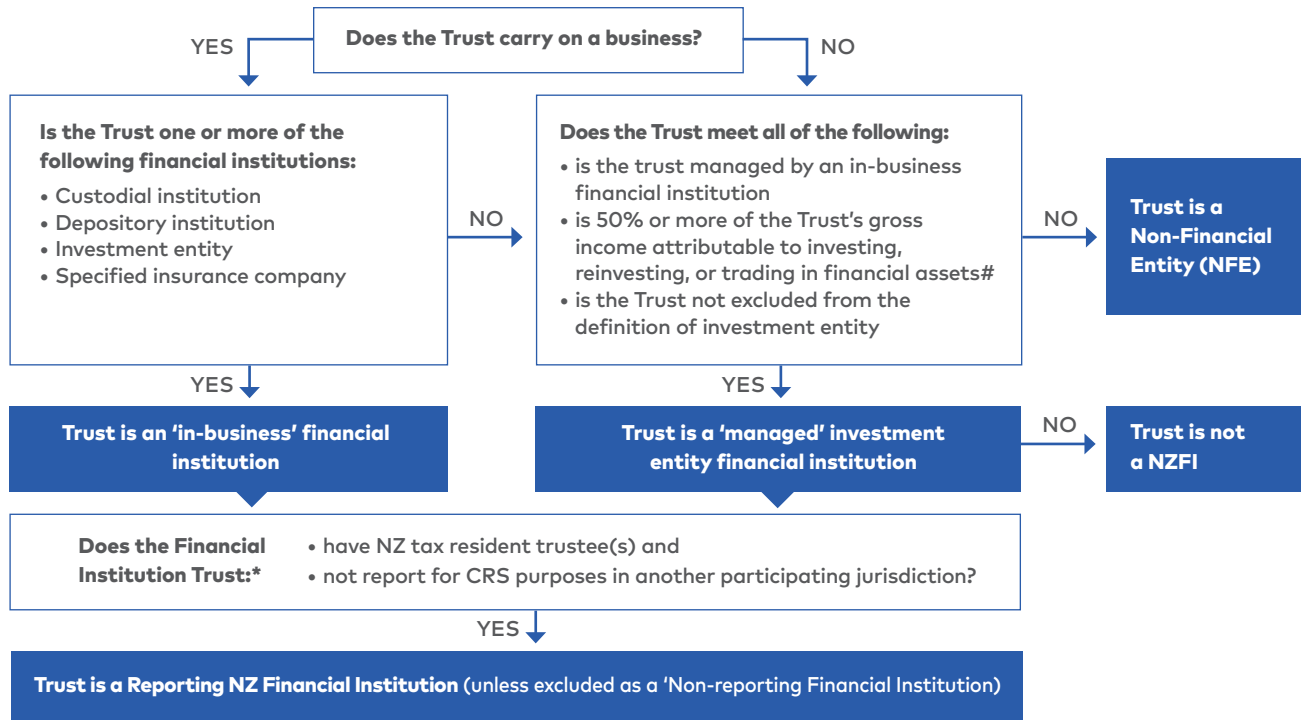 Does the Trust carry on a business?
YES
NO
Is the Trust one or more of the
following financial institutions:
• Custodial institution
• Depository institution
• Investment entity
• Specified insurance company
NO
Does the Trust meet all of the following:
• is the trust managed by an in-business
financial institution
• is 50% or more of the Trust’s gross
income attributable to investing,
reinvesting, or trading in financial assets#
• is the Trust not excluded from the
definition of investment entity
NO
Trust is a
Non-Financial
Entity (NFE)
YES
YES
Trust is an ‘in-business’ financial
institution
Trust is a ‘managed’ investment
entity financial institution
NO
Trust is not
a NZFI
Does the Financial
Institution Trust:*
• have NZ tax resident trustee(s) and
• not report for CRS purposes in another participating jurisdiction?
YES
Trust is a Reporting NZ Financial Institution (unless excluded as a ‘Non-reporting Financial Institution)